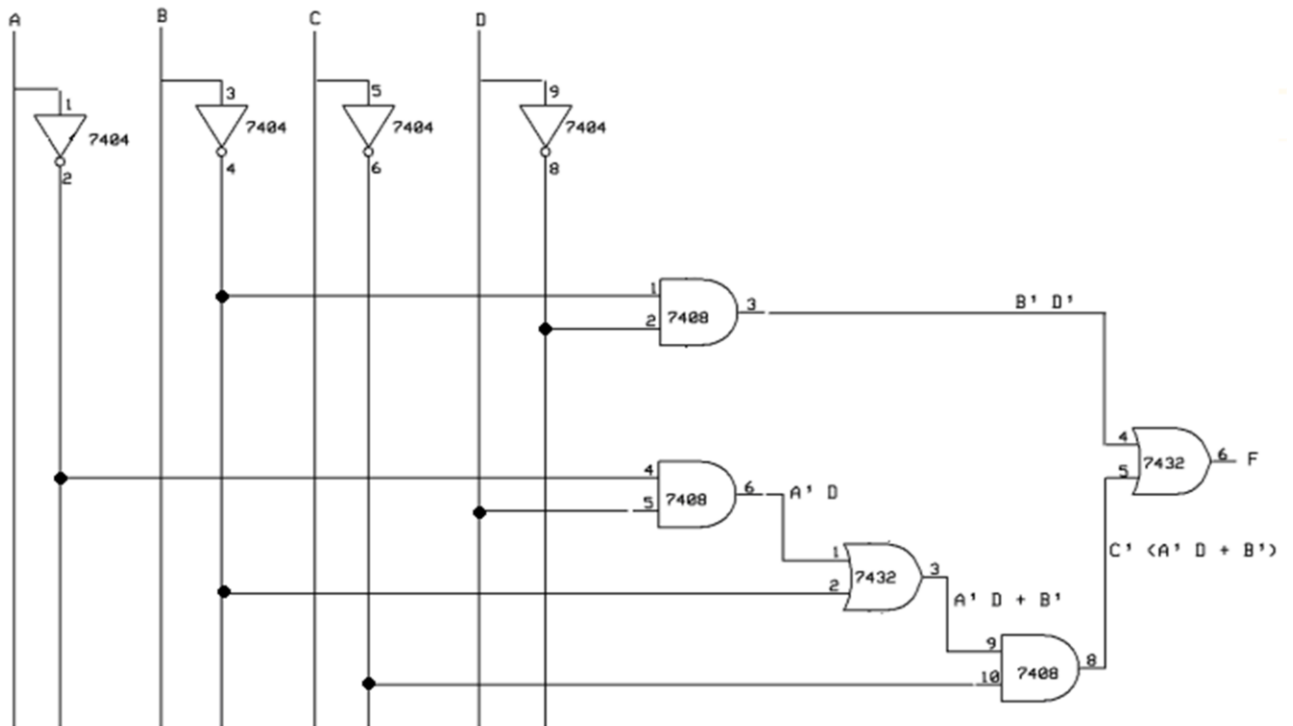 A B C D
1 7404 2
3 7404 4
5 7404 6
9 7404 8
1 2 7408 3
B' D'
4 5 7432 6 F
4 5 7408 6
A' D
1 2 7432 3
A' D + B'
C' (A' D + B')
9 10 7408 8